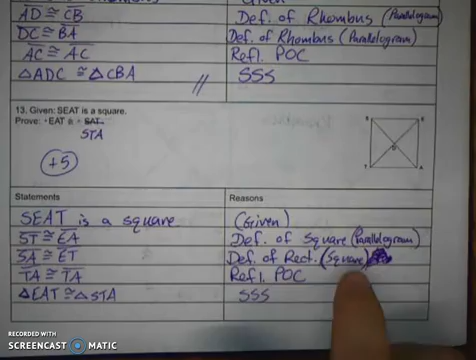 AD ≅ CB
Def. of Rhombus (Parallelogram)
DC ≅ BA
Def. of Rhombus (Parallelogram)
AC ≅ AC
Refl. POC
△ADC ≅ △CBA //
SSS
13. Given: SEAT is a square.
Prove: EAT ≅ SAT
STA
+5
Statements
Reasons
SEAT is a square
(Given)
ST ≅ EA
Def. of Square (Parallelogram)
SA ≅ ET
Def. of Rect. (Square)
TA ≅ TA
Refl. POC
△EAT ≅ △STA
SSS
RECORDED WITH
SCREENCAST O MATIC